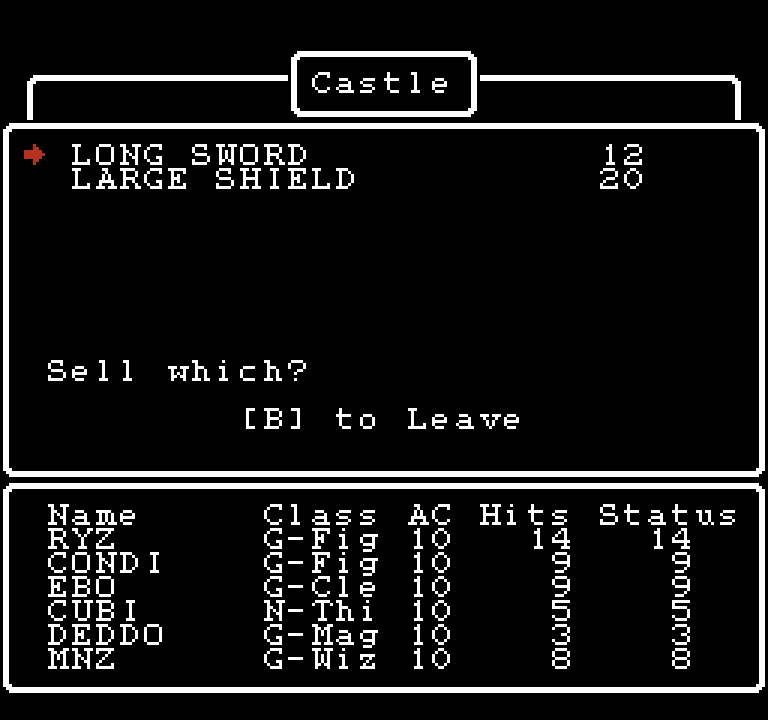 Castle
LONG SWORD 12
LARGE SHIELD 20
Sell which?
[B] to Leave
Name Class AC Hits Status
RYZ G-Fig 10 14 14
CONDI G-Fig 10 9 9
EBO G-Cle 10 9 9
CUBI N-Thi 10 5 5
DEDDO G-Mag 10 3 3
MNZ G-Wiz 10 8 8